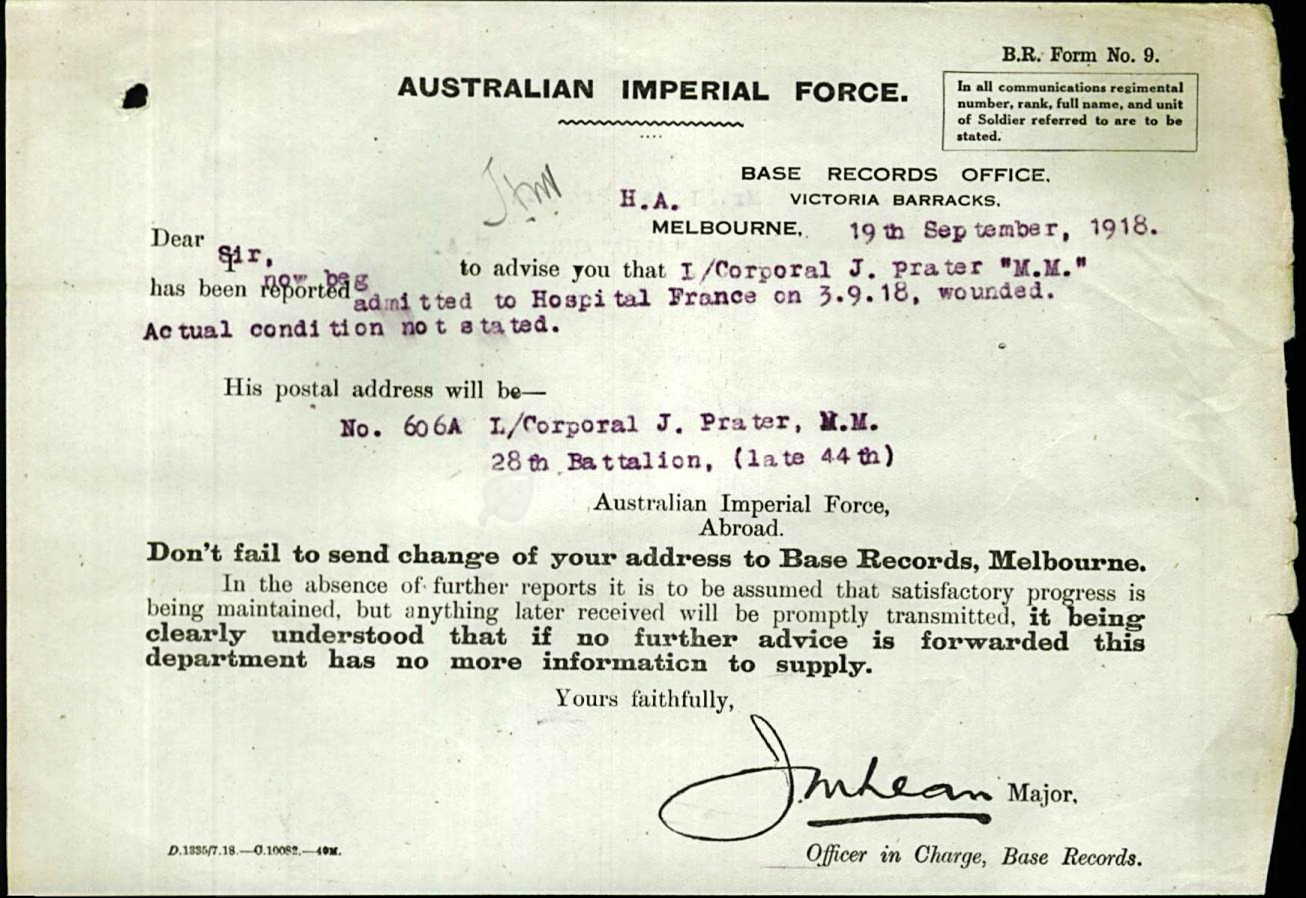 B.R. Form No. 9.
AUSTRALIAN IMPERIAL FORCE.
In all communications regimental
number, rank, full name, and unit
of Soldier referred to are to be
stated.
BASE RECORDS OFFICE,
H.A. VICTORIA BARRACKS,
MELBOURNE, 19th September, 1918.
Dear Sir,
I now beg to advise you that L/Corporal J. Prater "M.M."
has been reported admitted to Hospital France on 3.9.18, wounded.
Actual condition not stated.
His postal address will be—
No. 606A L/Corporal J. Prater, M.M.
28th Battalion, (late 44th)
Australian Imperial Force,
Abroad.
Don't fail to send change of your address to Base Records, Melbourne.
In the absence of further reports it is to be assumed that satisfactory progress is
being maintained, but anything later received will be promptly transmitted, it being
clearly understood that if no further advice is forwarded this
department has no more information to supply.
Yours faithfully,
J.M.Lean Major,
Officer in Charge, Base Records.
D.1335/7.18.—C.10082.—40M.